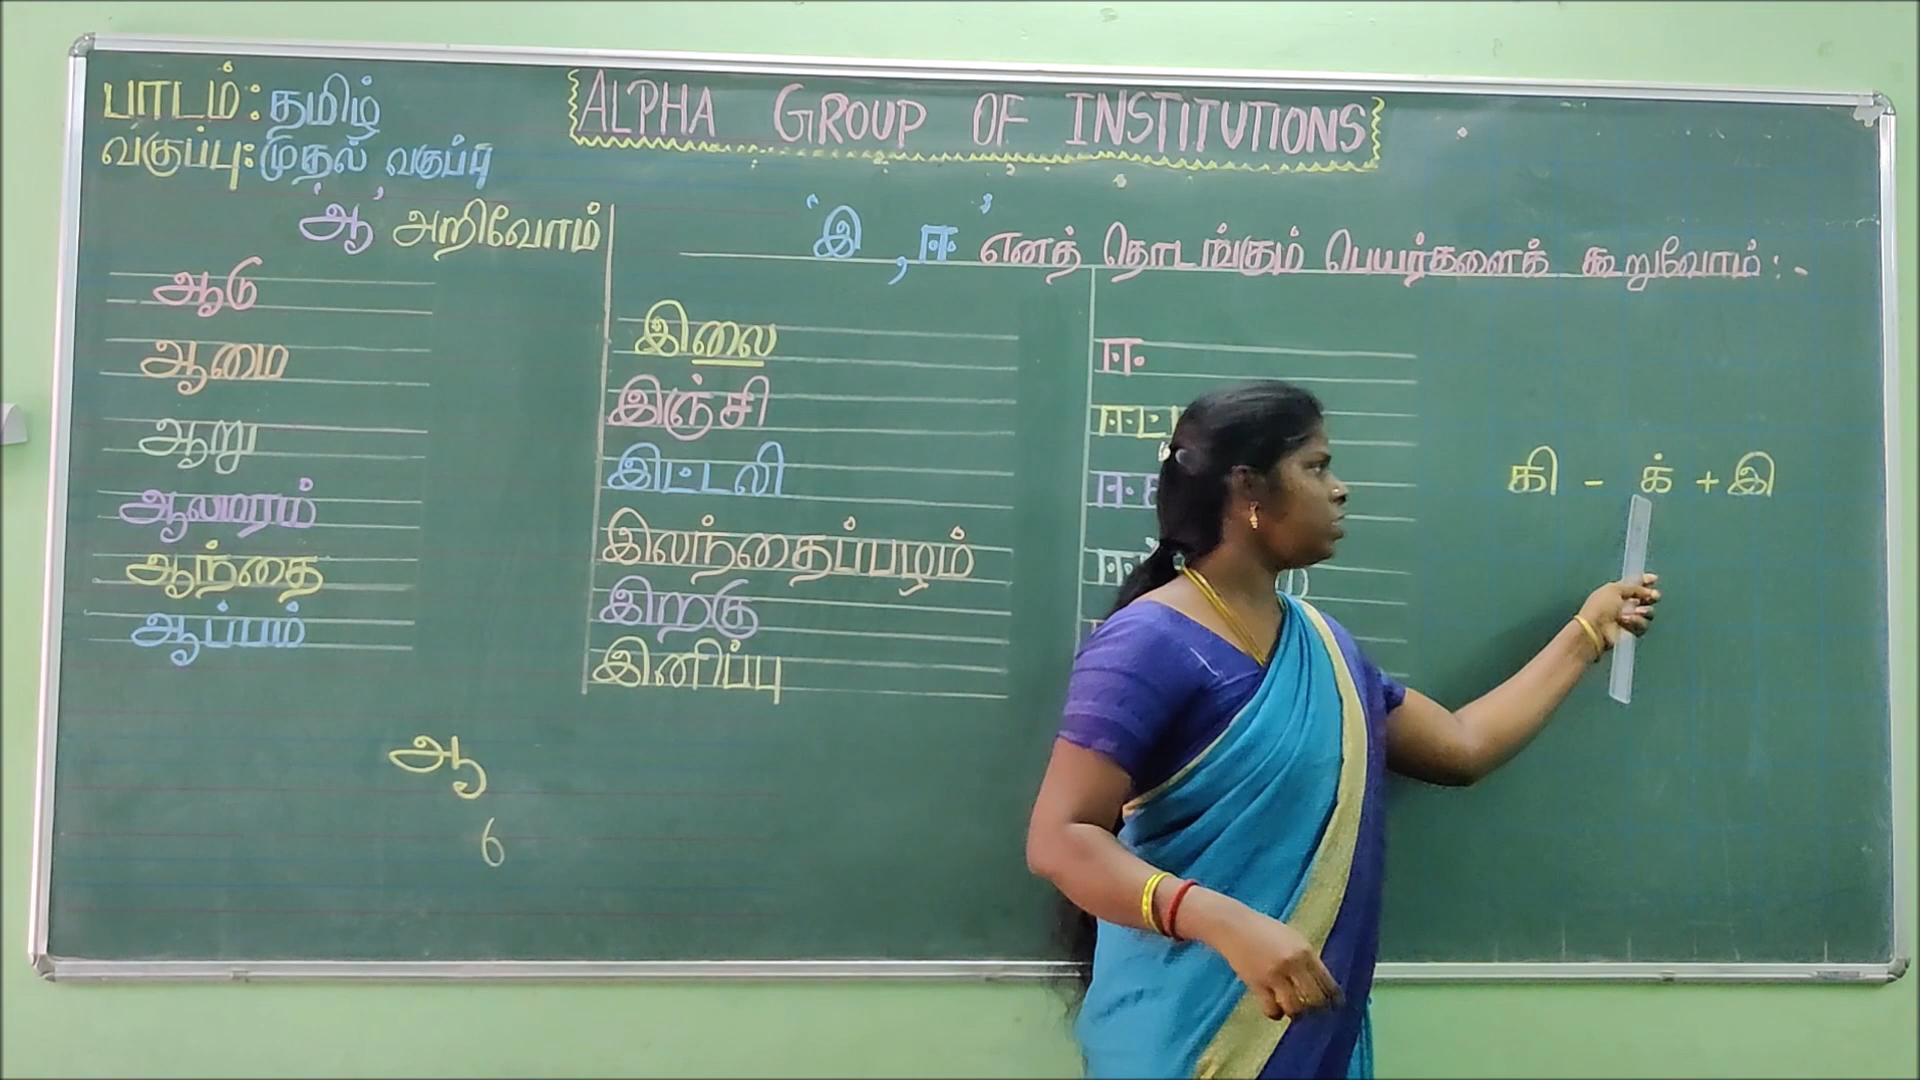 பாடம் : தமிழ்
ALPHA GROUP OF INSTITUTIONS
வகுப்பு: முதல் வகுப்பு
'ஆ' அறிவோம்
'இ , ஈ' எனத் தொடங்கும் பெயர்களைக் கூறுவோம் :-
ஆடு
ஆமை
ஆறு
ஆலமரம்
ஆந்தை
ஆப்பம்
ஆ
6
இலை
இஞ்சி
இட்டலி
இலந்தைப்பழம்
இறகு
இனிப்பு
ஈ
கி - க் + இ